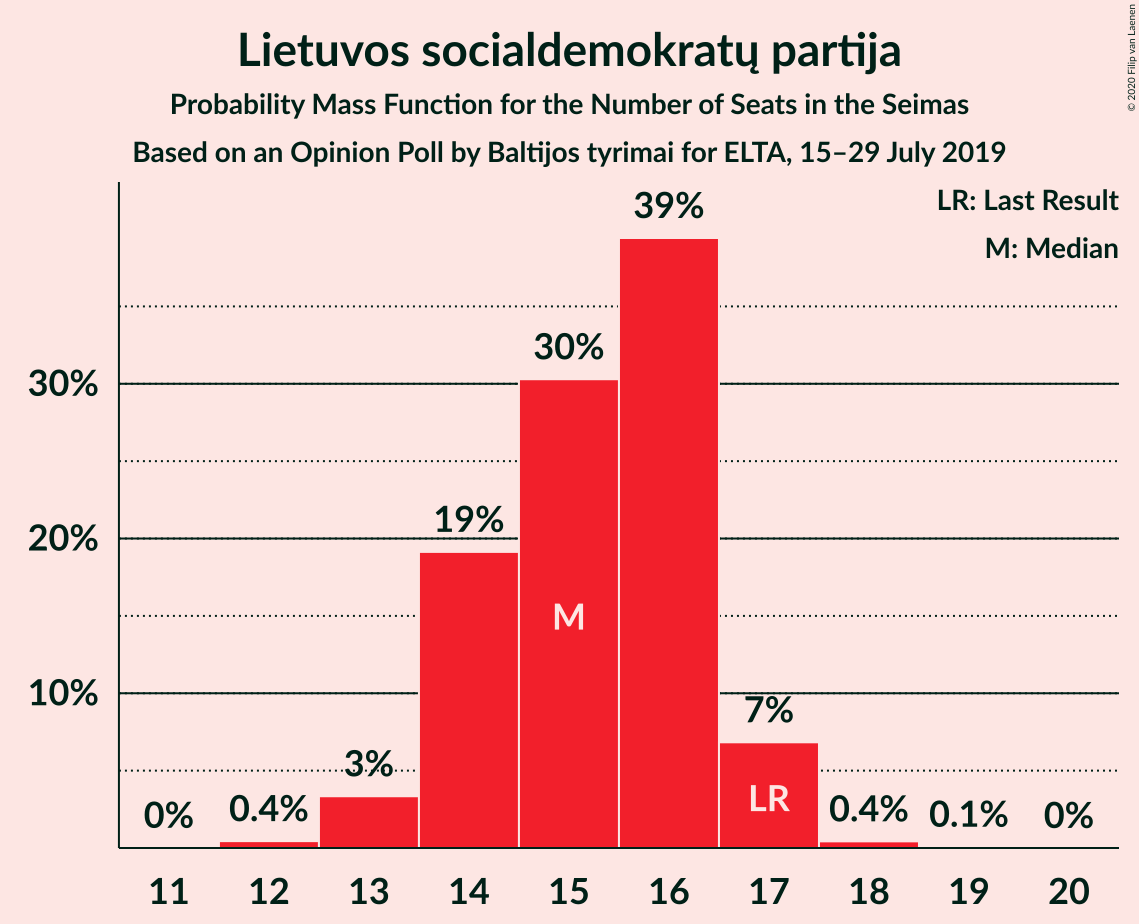 Lietuvos socialdemokratų partija
Probability Mass Function for the Number of Seats in the Seimas
Based on an Opinion Poll by Baltijos tyrimai for ELTA, 15–29 July 2019
© 2020 Filip van Laenen
LR: Last Result
M: Median
39%
30%
30%
19%
20%
M
10%
7%
3%
LR
0%
0.4%
0.4%
0.1%
0%
11 12 13 14 15 16 17 18 19 20